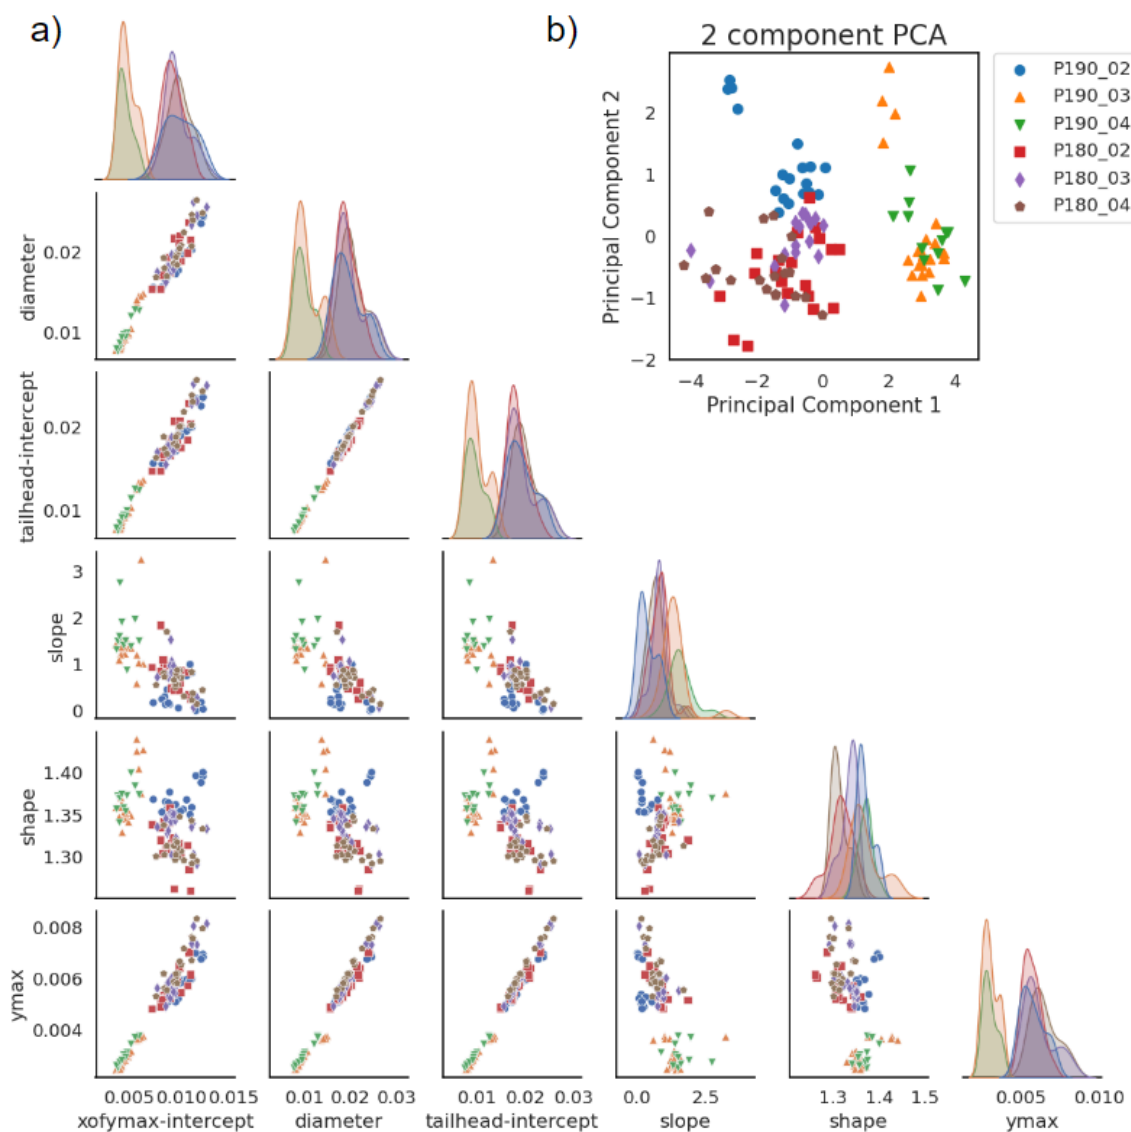 a)
b)
2 component PCA
P190_02
P190_03
P190_04
P180_02
P180_03
P180_04
Principal Component 2
2
1
0
−1
−2
−4
−2
0
2
4
Principal Component 1
diameter
0.02
0.01
tailhead-intercept
0.02
0.01
slope
3
2
1
0
shape
1.40
1.35
1.30
ymax
0.008
0.006
0.004
0.005 0.010 0.015
0.01 0.02 0.03
0.01 0.02 0.03
0.0 2.5
1.3 1.4 1.5
0.005 0.010
xofymax-intercept
diameter
tailhead-intercept
slope
shape
ymax